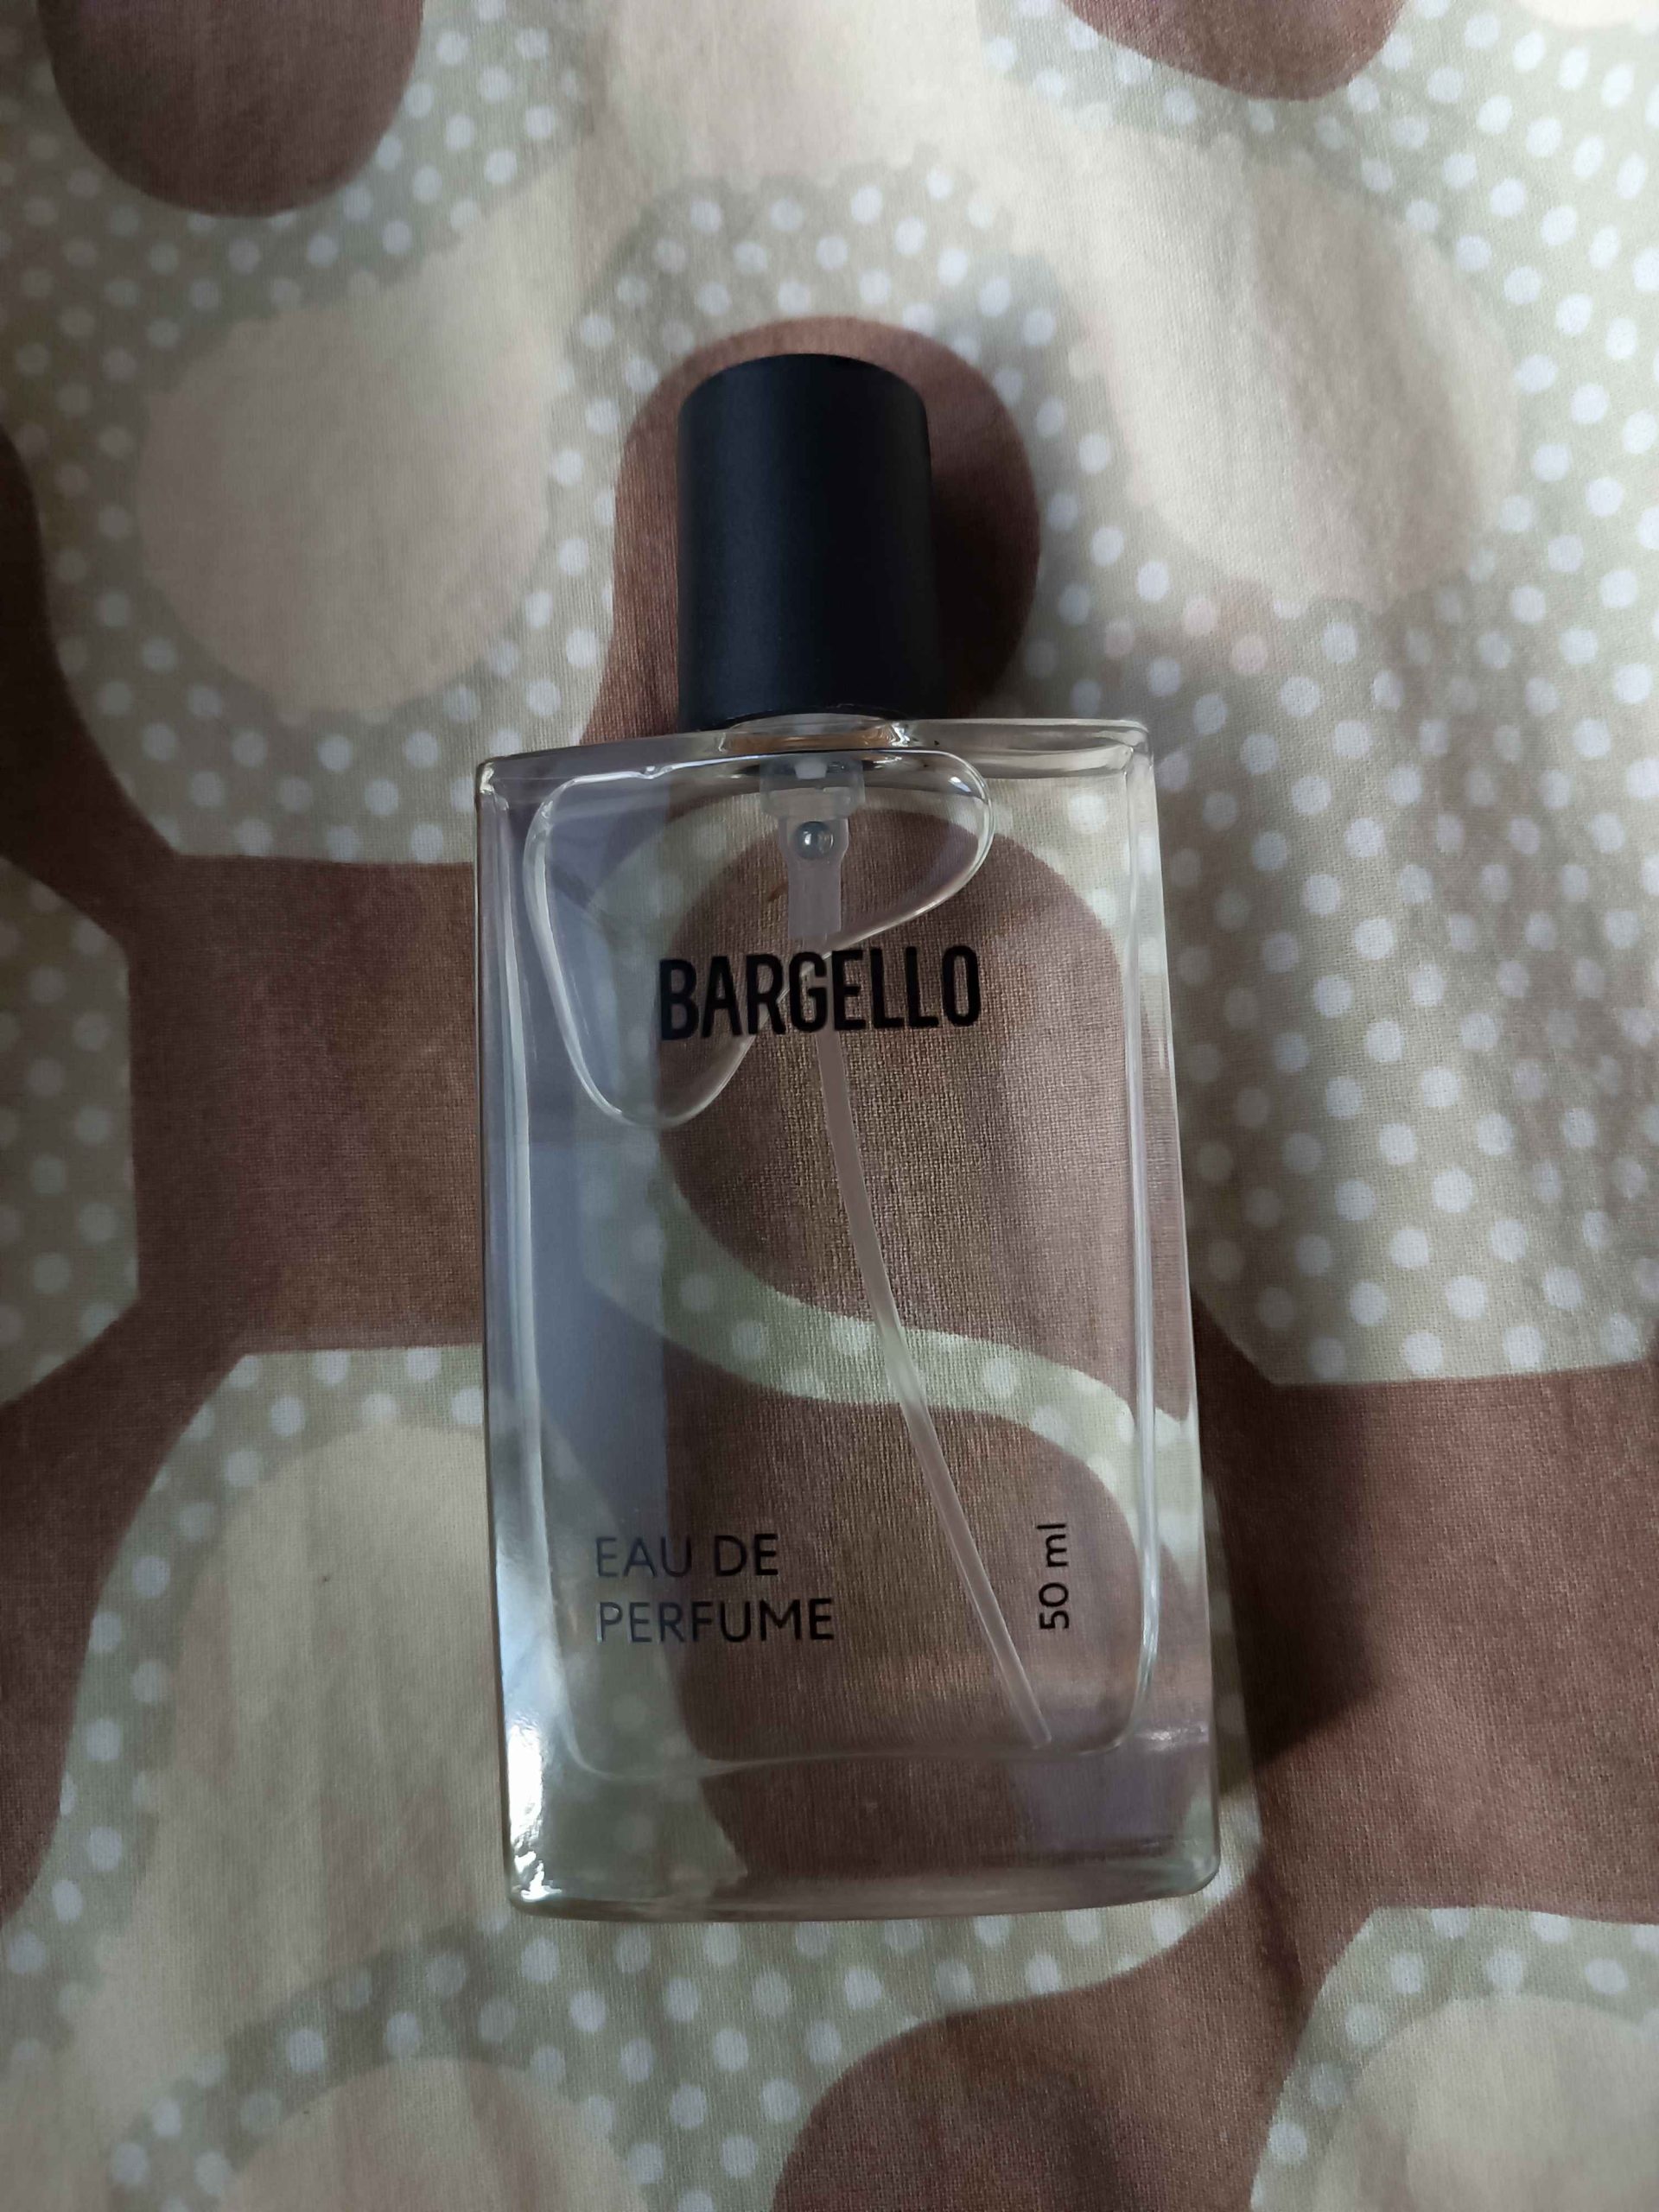 BARGELLO
EAU DE
PERFUME
50 ml